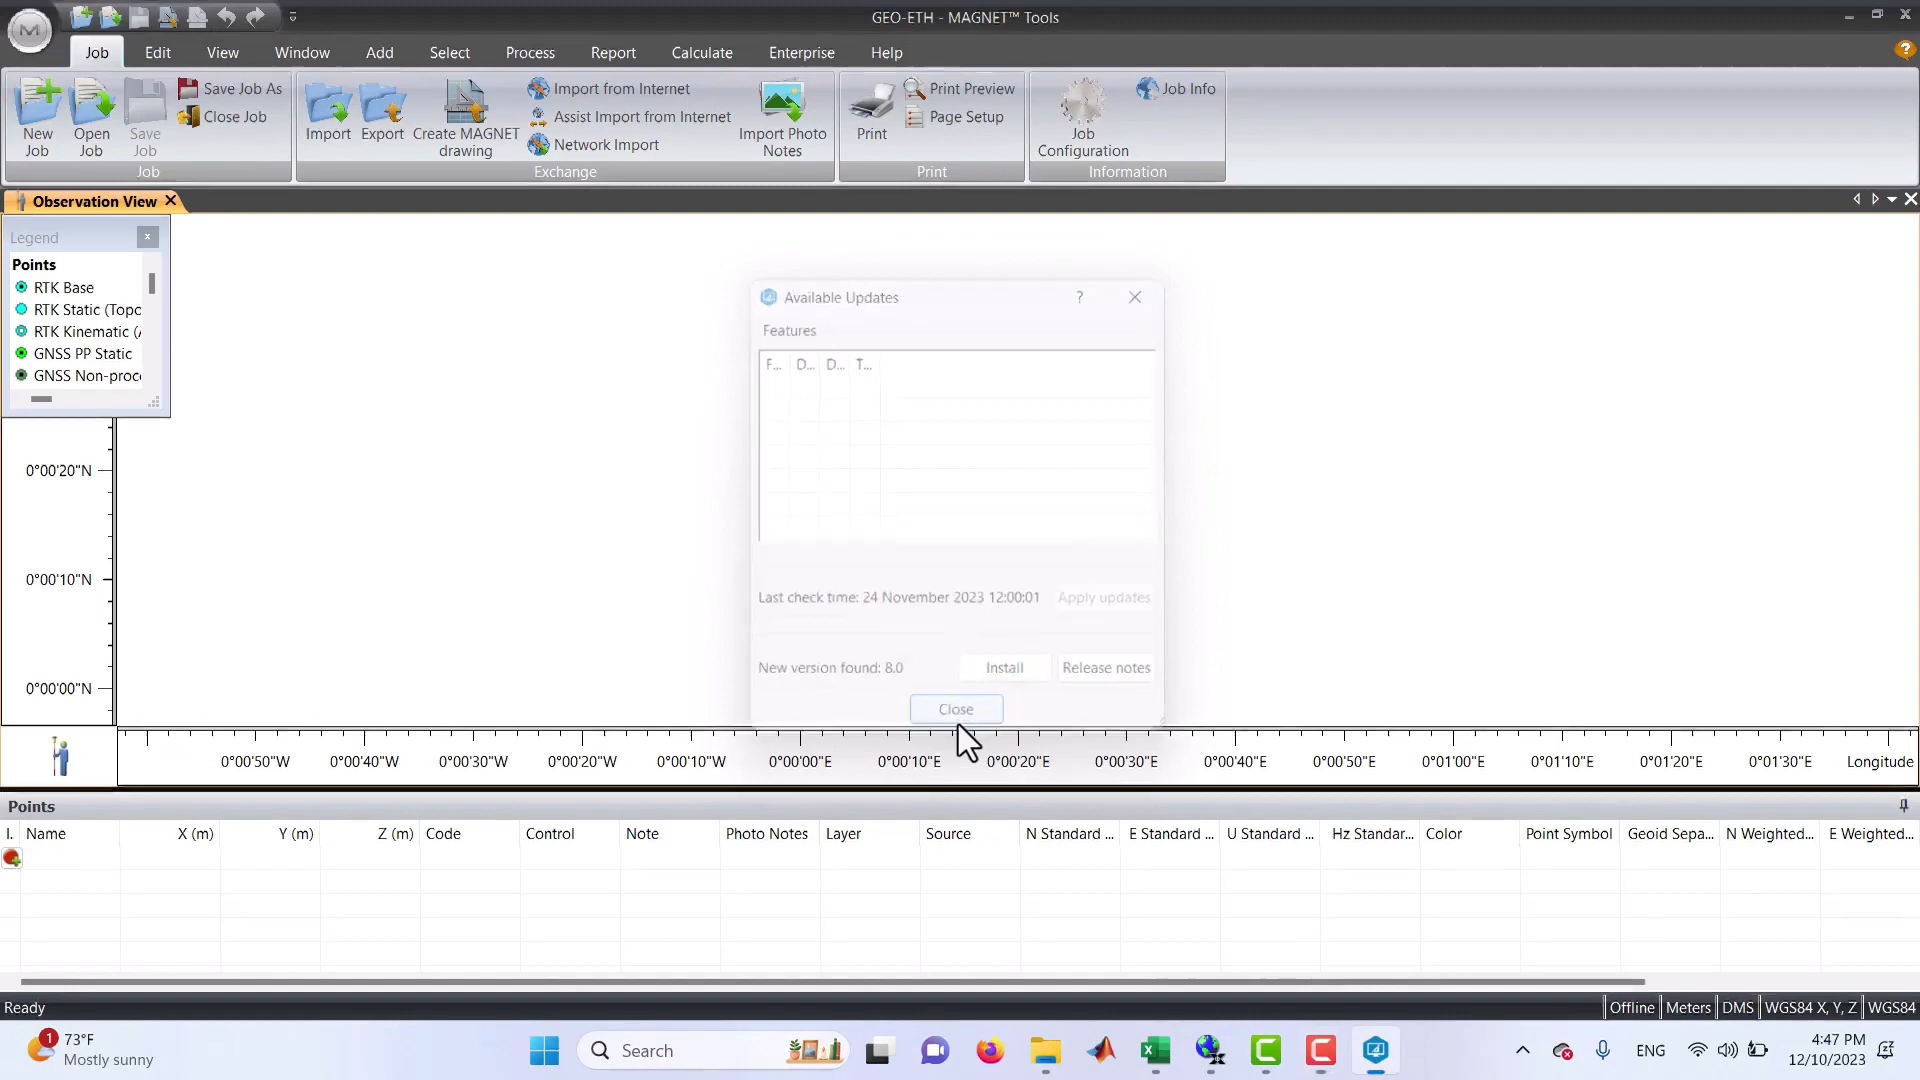 GEO-ETH - MAGNET™ Tools
Job Edit View Window Add Select Process Report Calculate Enterprise Help
New Job
Open Job
Save Job
Save Job As
Close Job
Job
Import
Export
Create MAGNET drawing
Import from Internet
Assist Import from Internet
Network Import
Import Photo Notes
Exchange
Print
Print Preview
Page Setup
Print
Job Configuration
Job Info
Information
Observation View
Legend
Points
RTK Base
RTK Static (Topc
RTK Kinematic (/
GNSS PP Static
GNSS Non-proc
Available Updates
Features
F... D... D... T...
Last check time: 24 November 2023 12:00:01 Apply updates
New version found: 8.0 Install Release notes
Close
0°00'20"N
0°00'10"N
0°00'00"N
0°00'50"W 0°00'40"W 0°00'30"W 0°00'20"W 0°00'10"W 0°00'00"E 0°00'10"E 0°00'20"E 0°00'30"E 0°00'40"E 0°00'50"E 0°01'00"E 0°01'10"E 0°01'20"E 0°01'30"E Longitude
Points
I. Name X (m) Y (m) Z (m) Code Control Note Photo Notes Layer Source N Standard ... E Standard ... U Standard ... Hz Standar... Color Point Symbol Geoid Sepa... N Weighted... E Weighted...
Ready Offline Meters DMS WGS84 X, Y, Z WGS84
1 73°F
Mostly sunny
Search
ENG
4:47 PM
12/10/2023